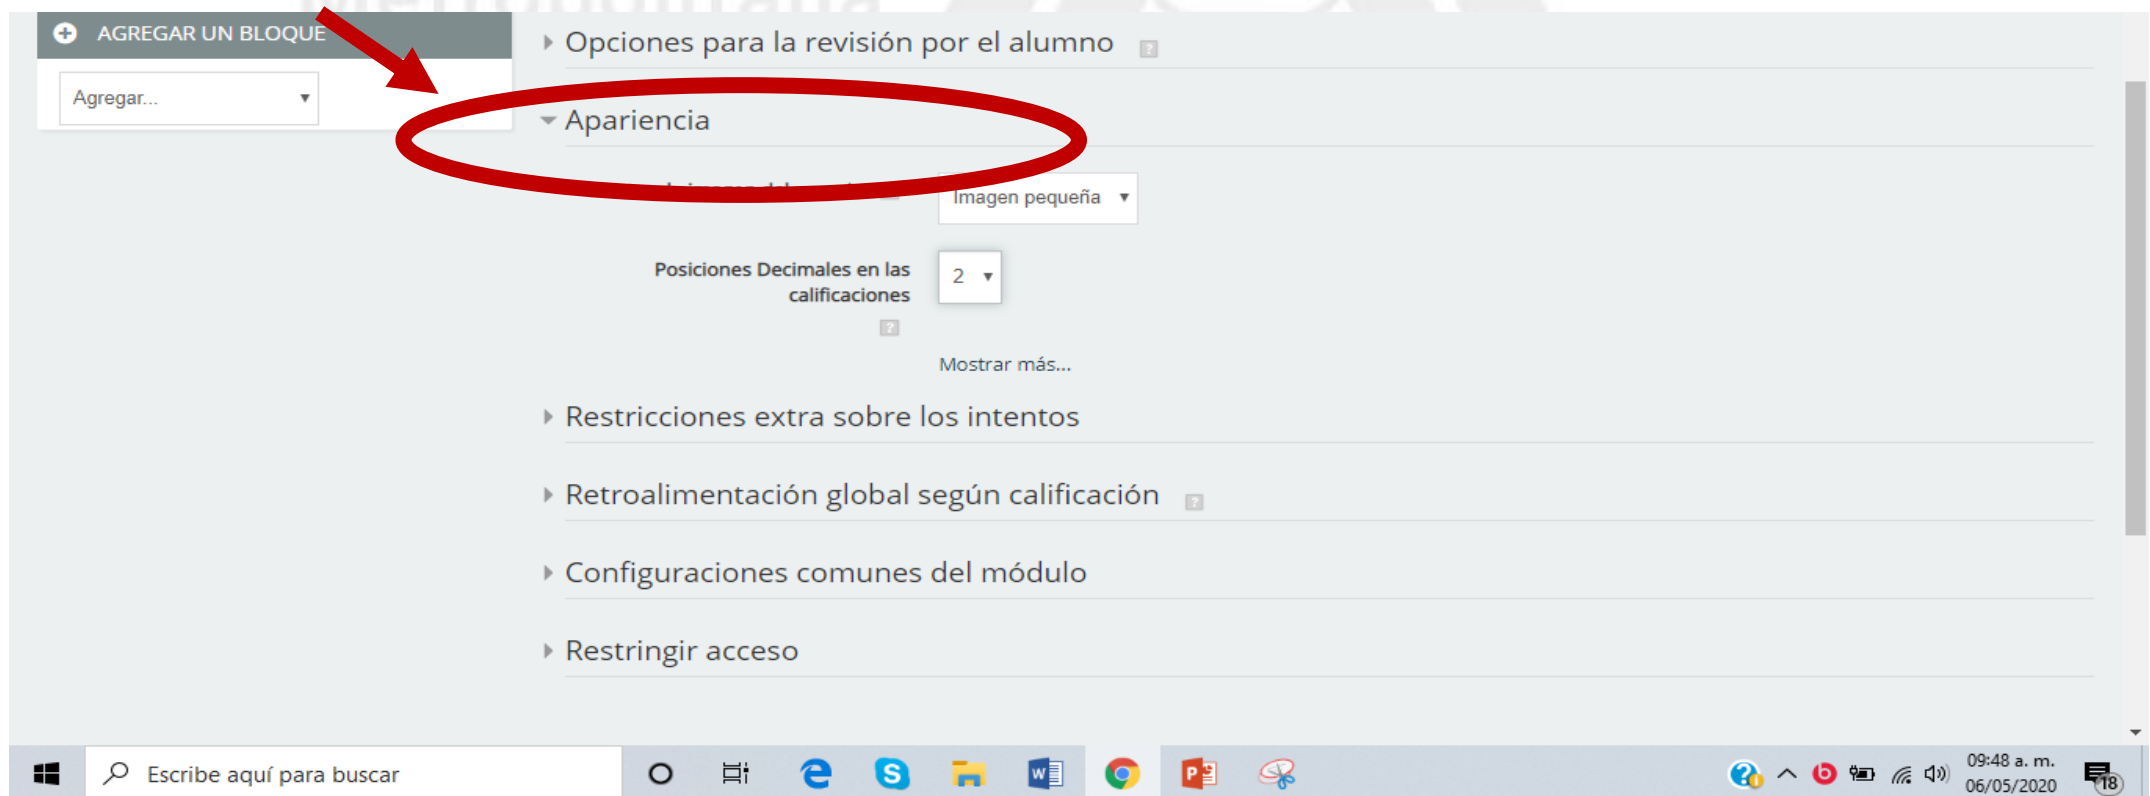 AGREGAR UN BLOQUE
Agregar...
Opciones para la revisión por el alumno
Apariencia
Imagen pequeña
Posiciones Decimales en las
calificaciones
2
Mostrar más...
Restricciones extra sobre los intentos
Retroalimentación global según calificación
Configuraciones comunes del módulo
Restringir acceso
Escribe aquí para buscar
09:48 a. m.
06/05/2020
18